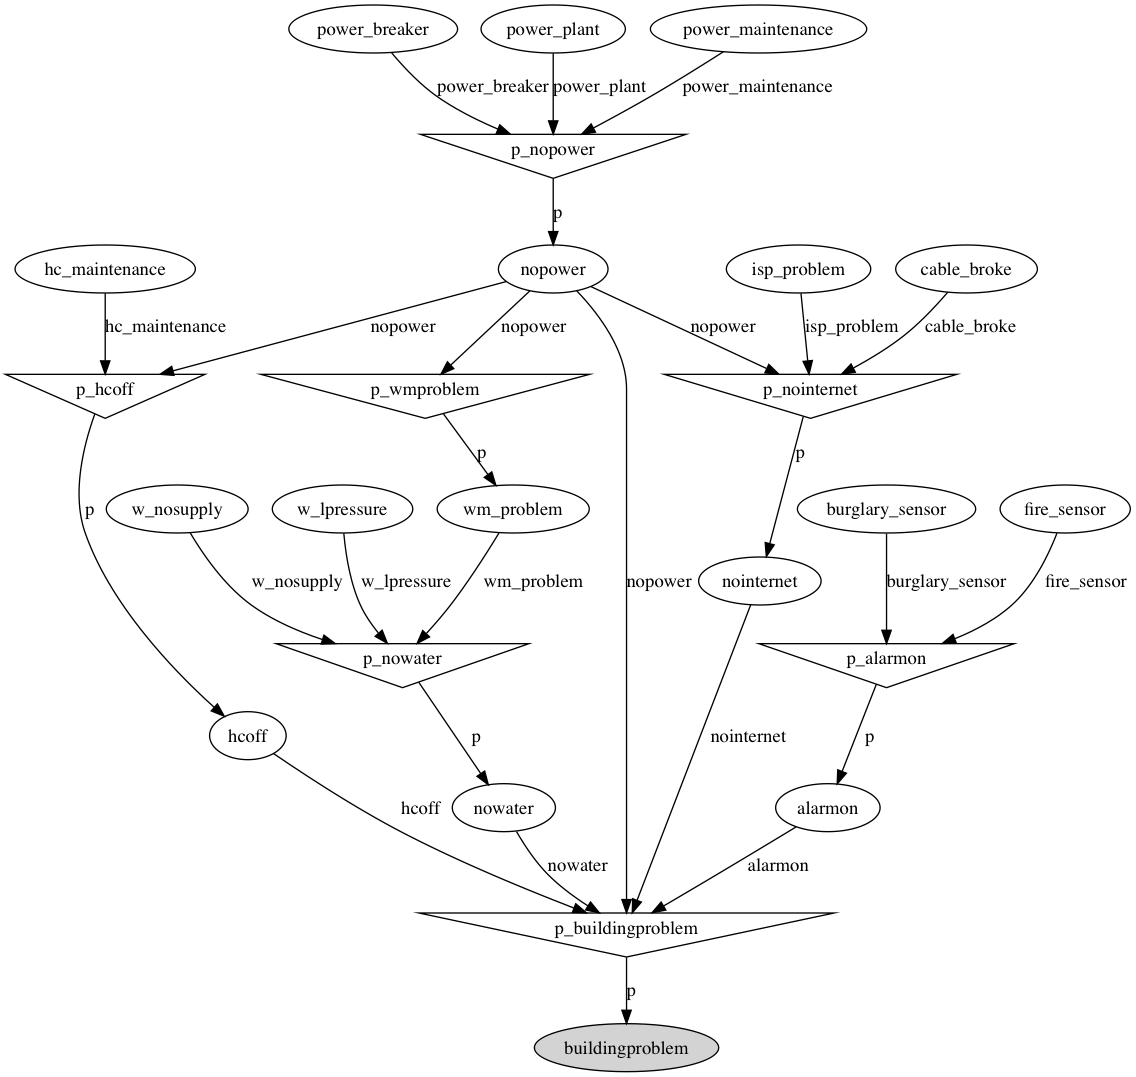 power_breaker
power_plant
power_maintenance
power_breaker
power_plant
power_maintenance
p_nopower
p
hc_maintenance
nopower
isp_problem
cable_broke
hc_maintenance
nopower
nopower
nopower
isp_problem
cable_broke
p_hcoff
p_wmproblem
p_nointernet
p
p
p
w_nosupply
w_lpressure
wm_problem
burglary_sensor
fire_sensor
w_nosupply
w_lpressure
wm_problem
nopower
nointernet
burglary_sensor
fire_sensor
p_nowater
p_alarmon
hcoff
p
nointernet
p
hcoff
nowater
alarmon
nowater
alarmon
p_buildingproblem
p
buildingproblem